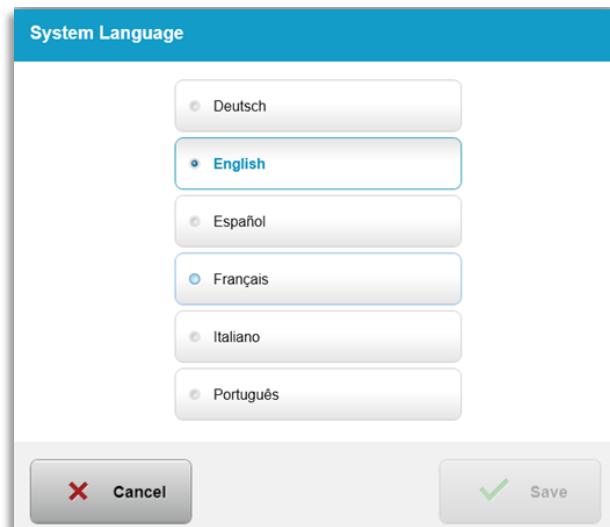 System Language
Deutsch
English
Español
Français
Italiano
Português
Cancel
Save